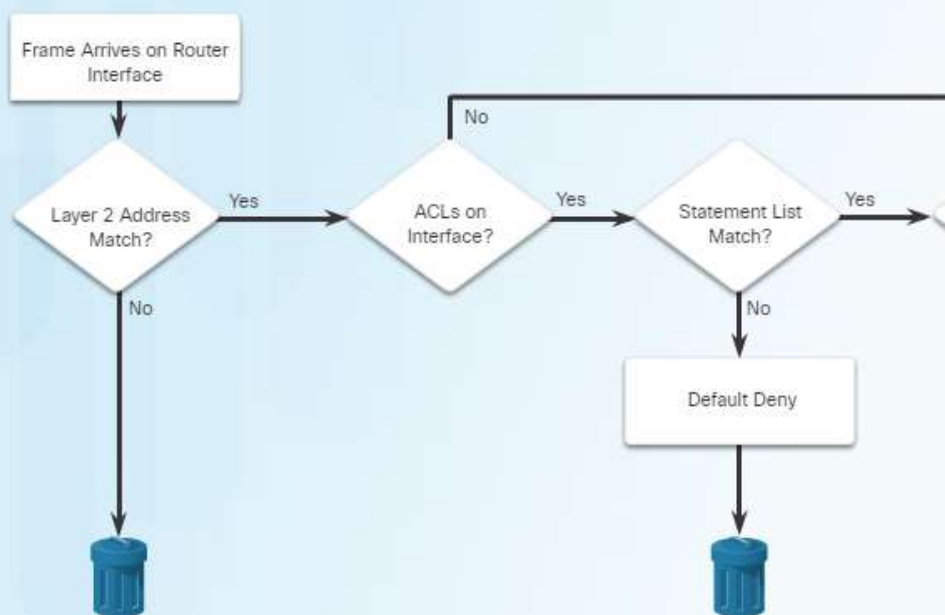 Frame Arrives on Router
Interface
No
Layer 2 Address
Match?
Yes
ACLs on
Interface?
Yes
Statement List
Match?
Yes
No
No
Default Deny